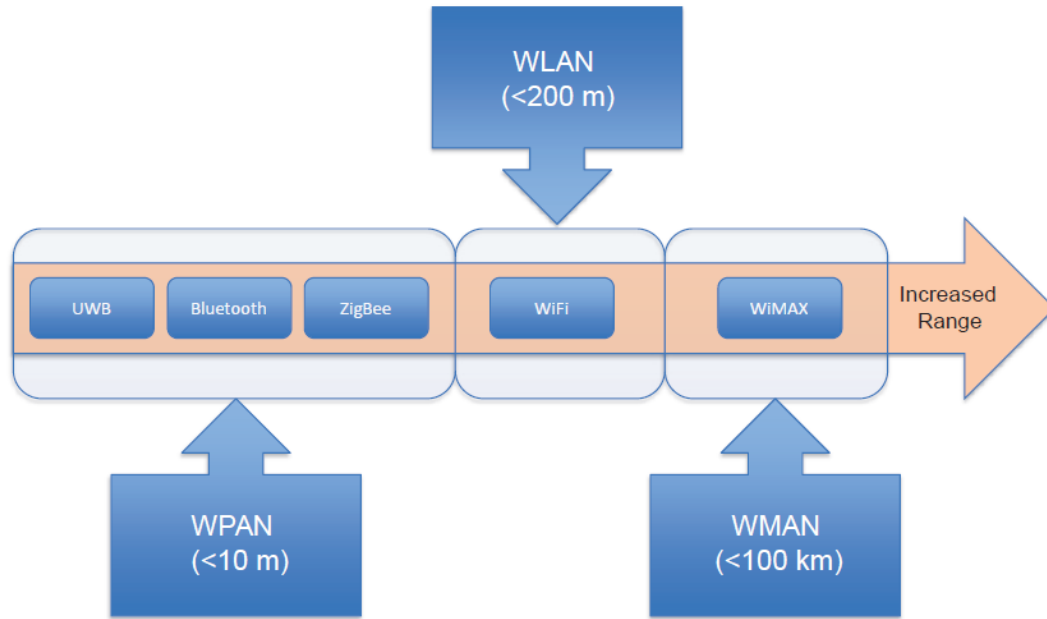 WLAN
(<200 m)
UWB
Bluetooth
ZigBee
WiFi
WiMAX
Increased
Range
WPAN
(<10 m)
WMAN
(<100 km)